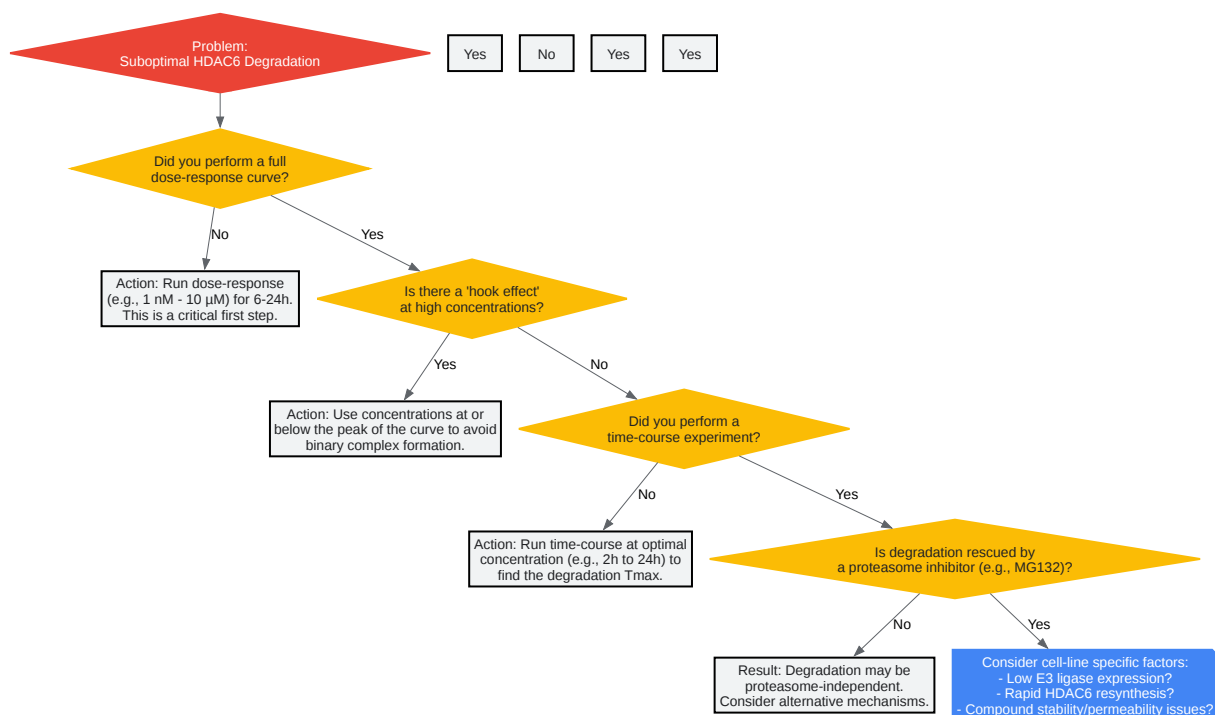 Problem:
Suboptimal HDAC6 Degradation
Yes
No
Yes
Yes
Did you perform a full
dose-response curve?
No
Yes
Action: Run dose-response
(e.g., 1 nM - 10 µM) for 6-24h.
This is a critical first step.
Is there a 'hook effect'
at high concentrations?
Yes
No
Action: Use concentrations at or
below the peak of the curve to avoid
binary complex formation.
Did you perform a
time-course experiment?
No
Yes
Action: Run time-course at optimal
concentration (e.g., 2h to 24h) to
find the degradation Tmax.
Is degradation rescued by
a proteasome inhibitor (e.g., MG132)?
No
Yes
Result: Degradation may be
proteasome-independent.
Consider alternative mechanisms.
Consider cell-line specific factors:
- Low E3 ligase expression?
- Rapid HDAC6 resynthesis?
- Compound stability/permeability issues?